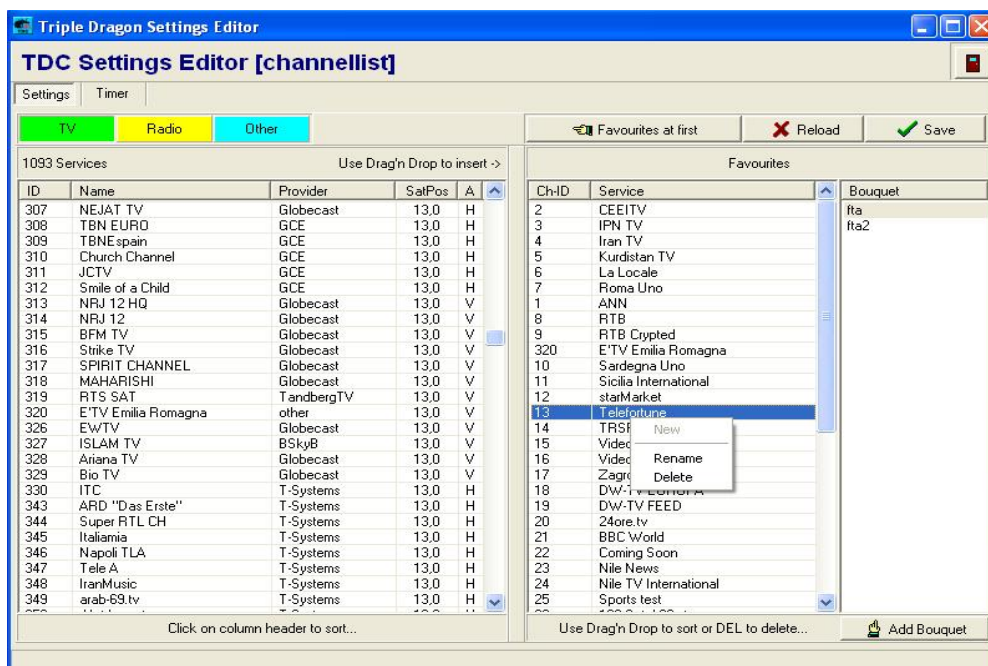 Triple Dragon Settings Editor
TDC Settings Editor [channellist]
Settings Timer
TV Radio Other Favourites at first Reload Save
1093 Services Use Drag'n Drop to insert -> Favourites
ID Name Provider SatPos A Ch-ID Service Bouquet
307 NEJAT TV Globecast 13,0 H 2 CEEITV fta
308 TBN EURO GCE 13,0 H 3 IPN TV fta2
309 TBNEspain GCE 13,0 H 4 Iran TV
310 Church Channel GCE 13,0 H 5 Kurdistan TV
311 JCTV GCE 13,0 H 6 La Locale
312 Smile of a Child GCE 13,0 H 7 Roma Uno
313 NRJ 12 HQ Globecast 13,0 V 1 ANN
314 NRJ 12 Globecast 13,0 V 8 RTB
315 BFM TV Globecast 13,0 V 9 RTB Crypted
316 Strike TV Globecast 13,0 V 320 E'TV Emilia Romagna
317 SPIRIT CHANNEL Globecast 13,0 V 10 Sardegna Uno
318 MAHARISHI Globecast 13,0 V 11 Sicilia International
319 RTS SAT TandbergTV 13,0 V 12 starMarket
320 E'TV Emilia Romagna other 13,0 V 13 Telefortune
326 EWTV Globecast 13,0 V 14 New
327 ISLAM TV BSkyB 13,0 V 15
328 Ariana TV Globecast 13,0 V 16 Rename
329 Bio TV Globecast 13,0 V 17 Delete
330 ITC T-Systems 13,0 H 18 DW-TV EUROPA
343 ARD "Das Erste" T-Systems 13,0 H 19 DW-TV FEED
344 Super RTL CH T-Systems 13,0 H 20 24ore.tv
345 Italiamia T-Systems 13,0 H 21 BBC World
346 Napoli TLA T-Systems 13,0 H 22 Coming Soon
347 Tele A T-Systems 13,0 H 23 Nile News
348 IranMusic T-Systems 13,0 H 24 Nile TV International
349 arab-69.tv T-Systems 13,0 H 25 Sports test
Click on column header to sort... Use Drag'n Drop to sort or DEL to delete... Add Bouquet